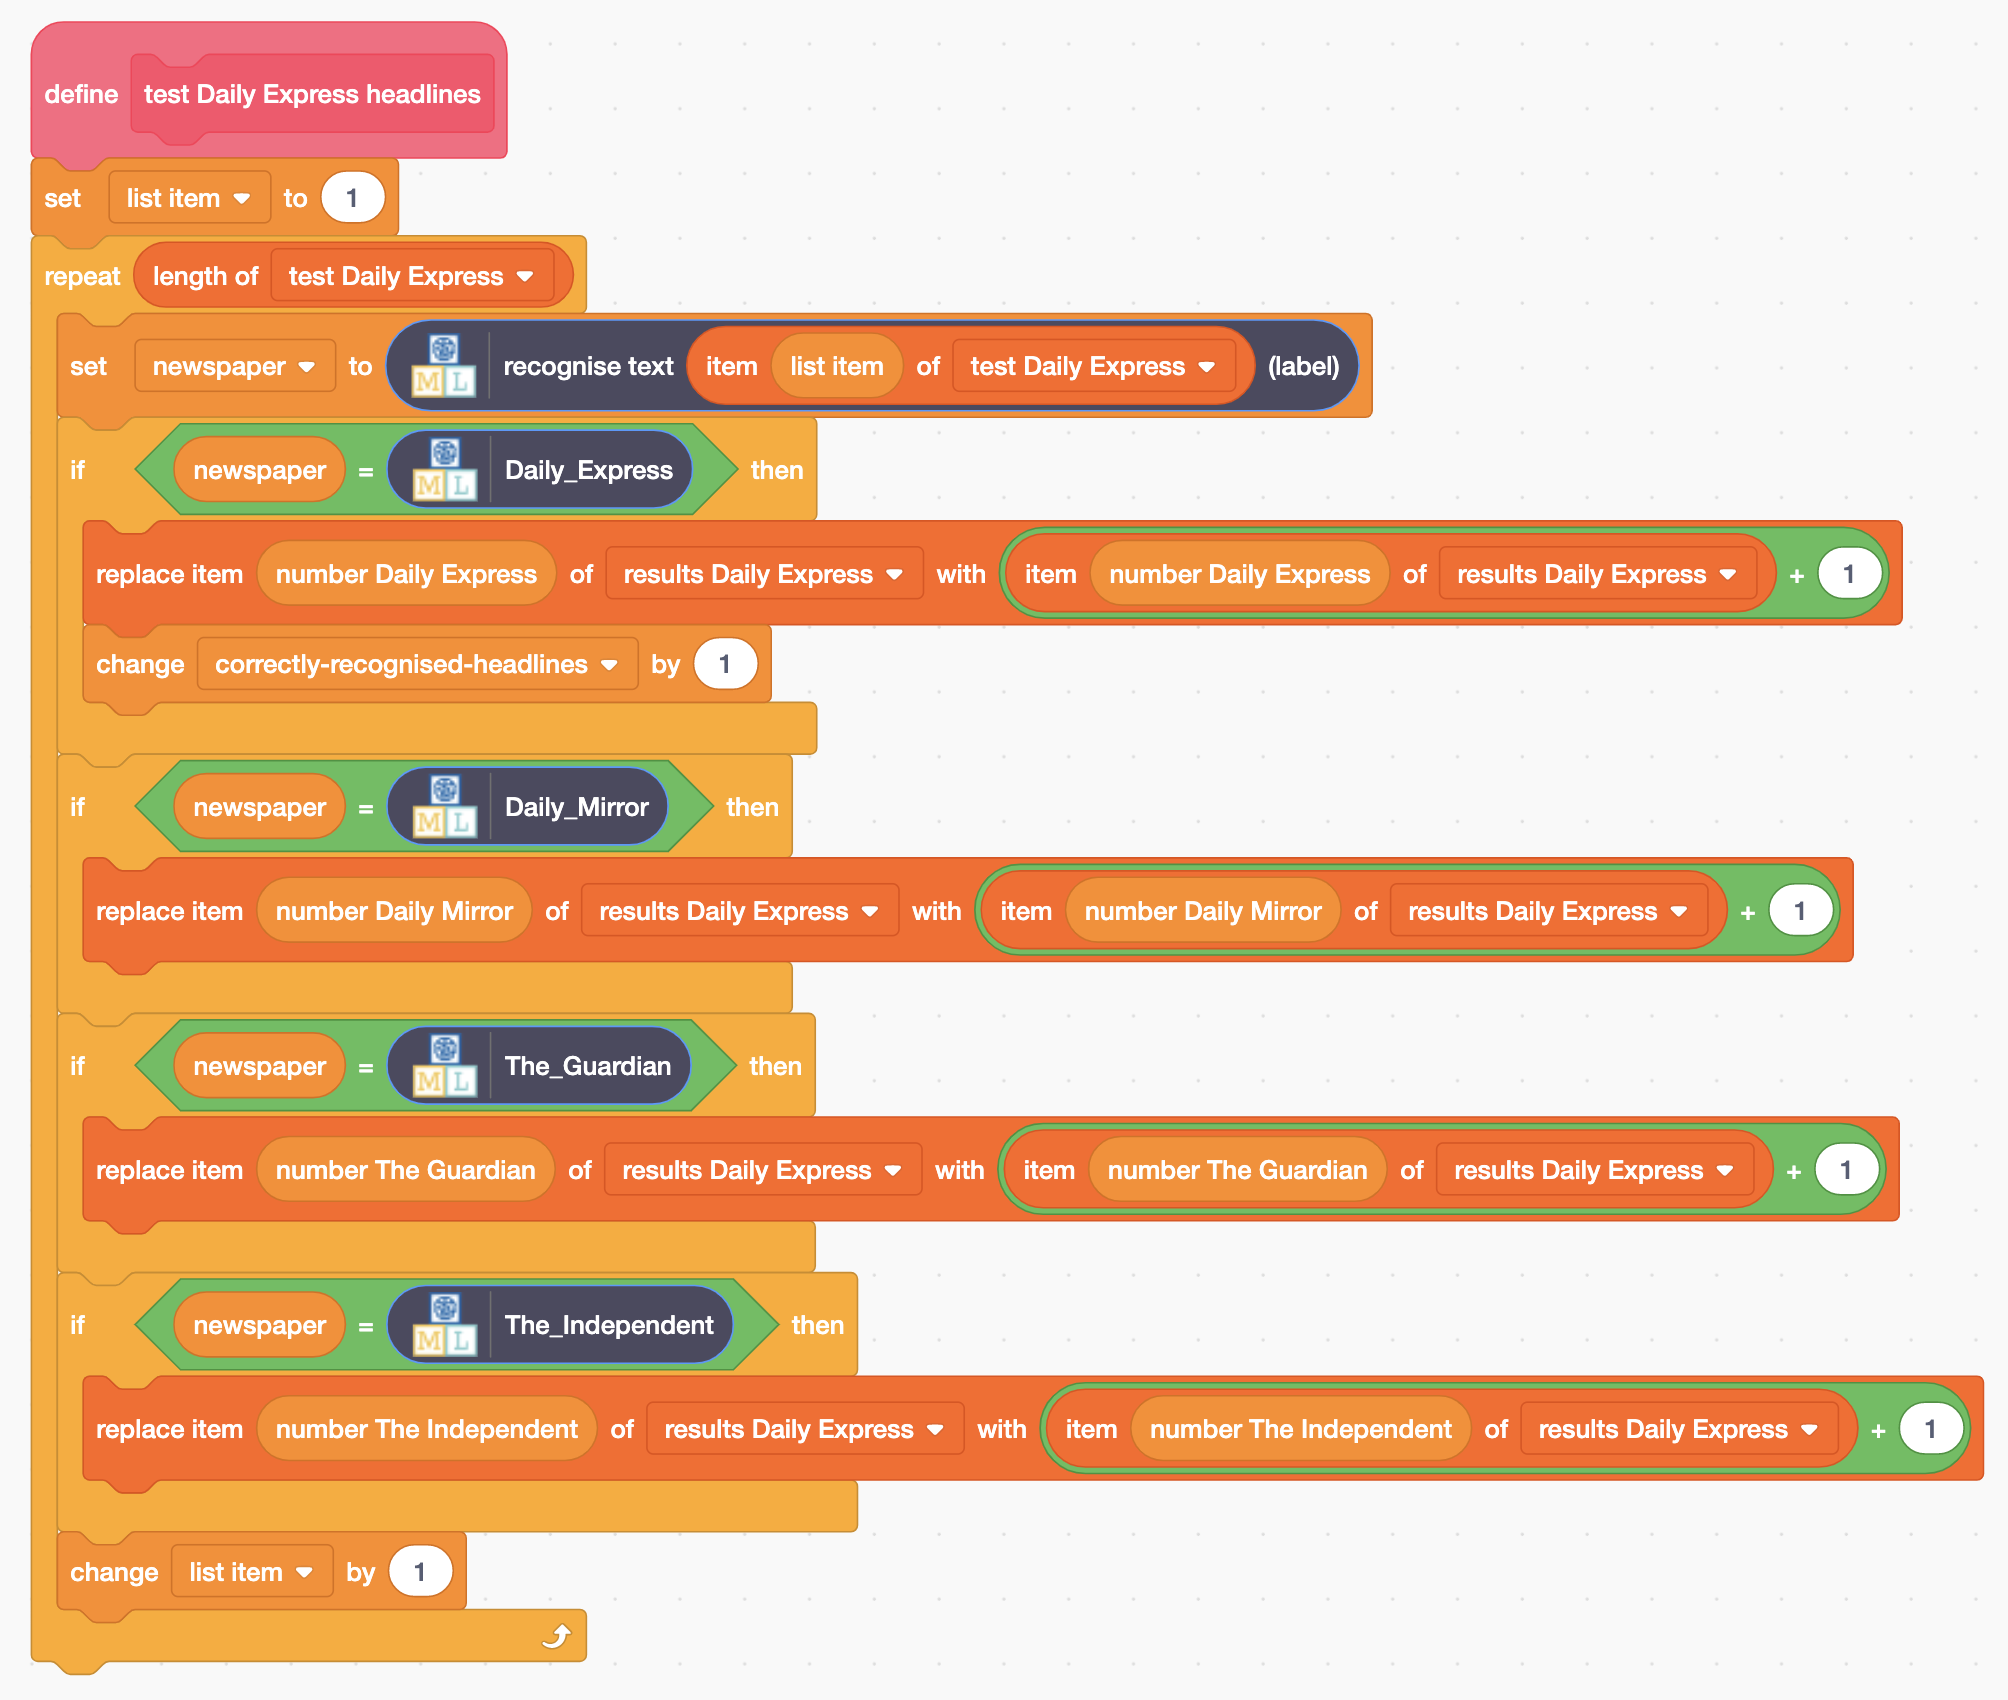 define test Daily Express headlines
set list item to 1
repeat length of test Daily Express
set newspaper to ML recognise text item list item of test Daily Express (label)
if newspaper = ML Daily_Express then
replace item number Daily Express of results Daily Express with item number Daily Express of results Daily Express + 1
change correctly-recognised-headlines by 1
if newspaper = ML Daily_Mirror then
replace item number Daily Mirror of results Daily Express with item number Daily Mirror of results Daily Express + 1
if newspaper = ML The_Guardian then
replace item number The Guardian of results Daily Express with item number The Guardian of results Daily Express + 1
if newspaper = ML The_Independent then
replace item number The Independent of results Daily Express with item number The Independent of results Daily Express + 1
change list item by 1